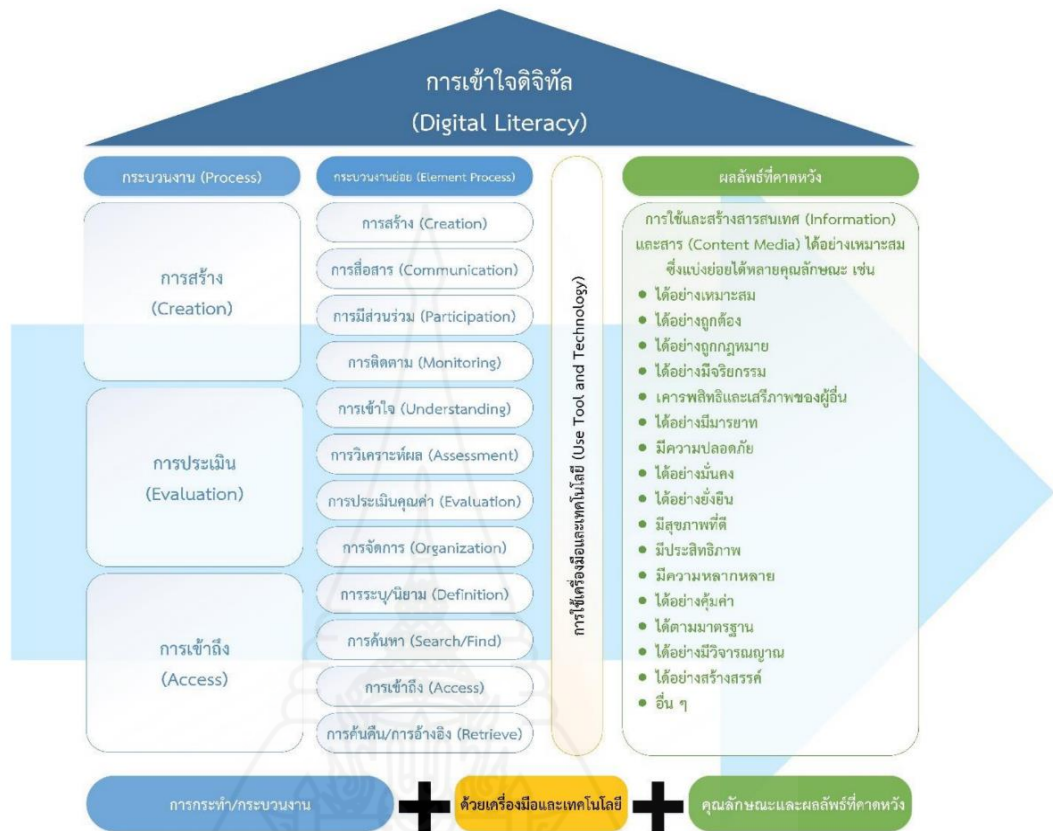 การเข้าใจดิจิทัล
(Digital Literacy)
กระบวนงาน (Process)
การสร้าง
(Creation)
การประเมิน
(Evaluation)
การเข้าถึง
(Access)
กระบวนงานย่อย (Element Process)
การสร้าง (Creation)
การสื่อสาร (Communication)
การมีส่วนร่วม (Participation)
การติดตาม (Monitoring)
การเข้าใจ (Understanding)
การวิเคราะห์ผล (Assessment)
การประเมินคุณค่า (Evaluation)
การจัดการ (Organization)
การระบุ/นิยาม (Definition)
การค้นหา (Search/Find)
การเข้าถึง (Access)
การค้นคืน/การอ้างอิง (Retrieve)
การใช้เครื่องมือและเทคโนโลยี (Use Tool and Technology)
ผลลัพธ์ที่คาดหวัง
การใช้และสร้างสารสนเทศ (Information)
และสาร (Content Media) ได้อย่างเหมาะสม
ซึ่งแบ่งย่อยได้หลายคุณลักษณะ เช่น
● ได้อย่างเหมาะสม
● ได้อย่างถูกต้อง
● ได้อย่างถูกกฎหมาย
● ได้อย่างมีจริยกรรม
● เคารพสิทธิและเสรีภาพของผู้อื่น
● ได้อย่างมีมารยาท
● มีความปลอดภัย
● ได้อย่างมั่นคง
● ได้อย่างยั่งยืน
● มีสุขภาพที่ดี
● มีประสิทธิภาพ
● มีความหลากหลาย
● ได้อย่างคุ้มค่า
● ได้ตามมาตรฐาน
● ได้อย่างมีวิจารณญาณ
● ได้อย่างสร้างสรรค์
● อื่น ๆ
การกระทำ/กระบวนงาน + ด้วยเครื่องมือและเทคโนโลยี + คุณลักษณะและผลลัพธ์ที่คาดหวัง